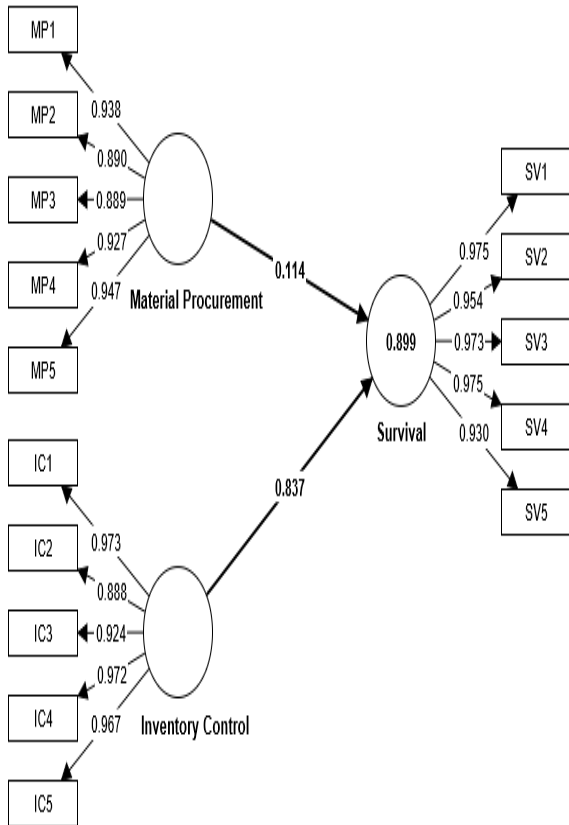 MP1
0.938
MP2
0.890
MP3
0.889
MP4
0.927
MP5
0.947
Material Procurement
0.114
IC1
0.973
IC2
0.888
IC3
0.924
IC4
0.972
IC5
0.967
Inventory Control
0.837
0.899
Survival
SV1
0.975
SV2
0.954
SV3
0.973
SV4
0.975
SV5
0.930